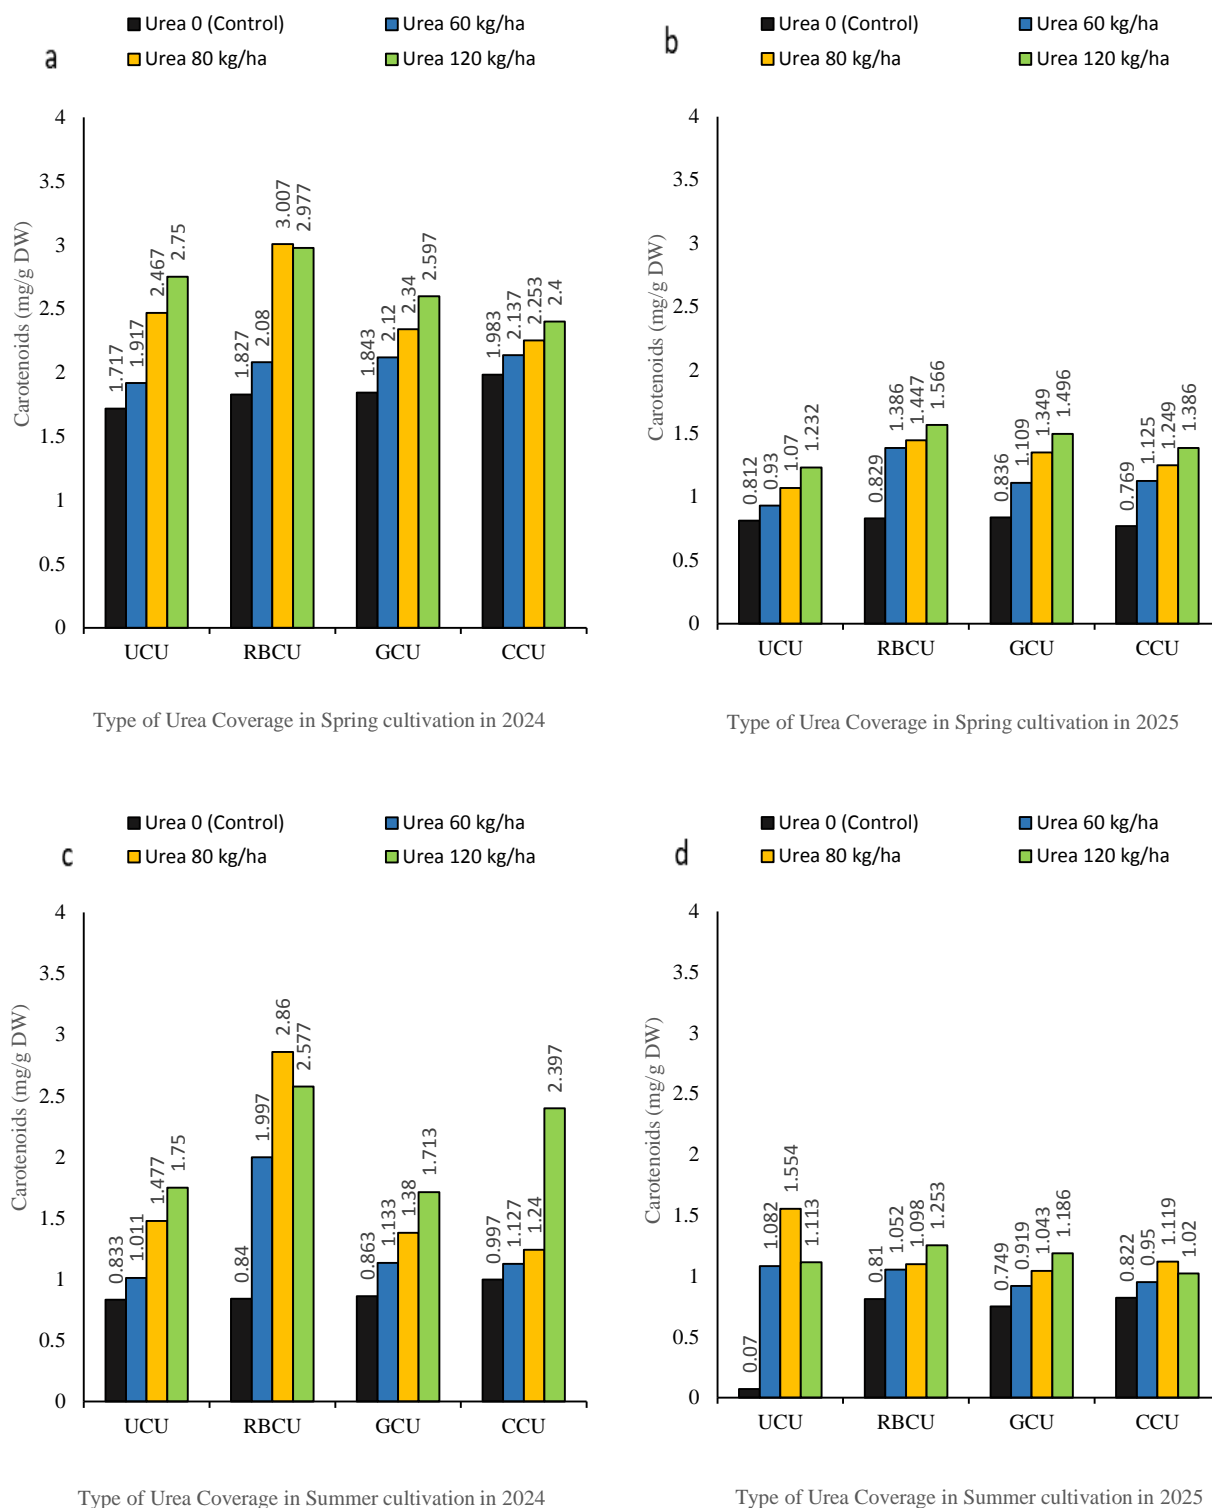 a
Urea 0 (Control) Urea 60 kg/ha
Urea 80 kg/ha Urea 120 kg/ha
Carotenoids (mg/g DW)
4
3.5
3
2.5
2
1.5
1
0.5
0
1.717 1.917 2.467 2.75
1.827 2.08 3.007 2.977
1.843 2.12 2.34 2.597
1.983 2.137 2.253 2.4
UCU RBCU GCU CCU
Type of Urea Coverage in Spring cultivation in 2024
b
Urea 0 (Control) Urea 60 kg/ha
Urea 80 kg/ha Urea 120 kg/ha
Carotenoids (mg/g DW)
4
3.5
3
2.5
2
1.5
1
0.5
0
0.812 0.93 1.07 1.232
0.829 1.386 1.447 1.566
0.836 1.109 1.349 1.496
0.769 1.125 1.249 1.386
UCU RBCU GCU CCU
Type of Urea Coverage in Spring cultivation in 2025
c
Urea 0 (Control) Urea 60 kg/ha
Urea 80 kg/ha Urea 120 kg/ha
Carotenoids (mg/g DW)
4
3.5
3
2.5
2
1.5
1
0.5
0
0.833 1.011 1.477 1.75
0.84 1.997 2.86 2.577
0.863 1.133 1.38 1.713
0.997 1.127 1.24 2.397
UCU RBCU GCU CCU
Type of Urea Coverage in Summer cultivation in 2024
d
Urea 0 (Control) Urea 60 kg/ha
Urea 80 kg/ha Urea 120 kg/ha
Carotenoids (mg/g DW)
4
3.5
3
2.5
2
1.5
1
0.5
0
0.07 1.082 1.554 1.113
0.81 1.052 1.098 1.253
0.749 0.919 1.043 1.186
0.822 0.95 1.119 1.02
UCU RBCU GCU CCU
Type of Urea Coverage in Summer cultivation in 2025